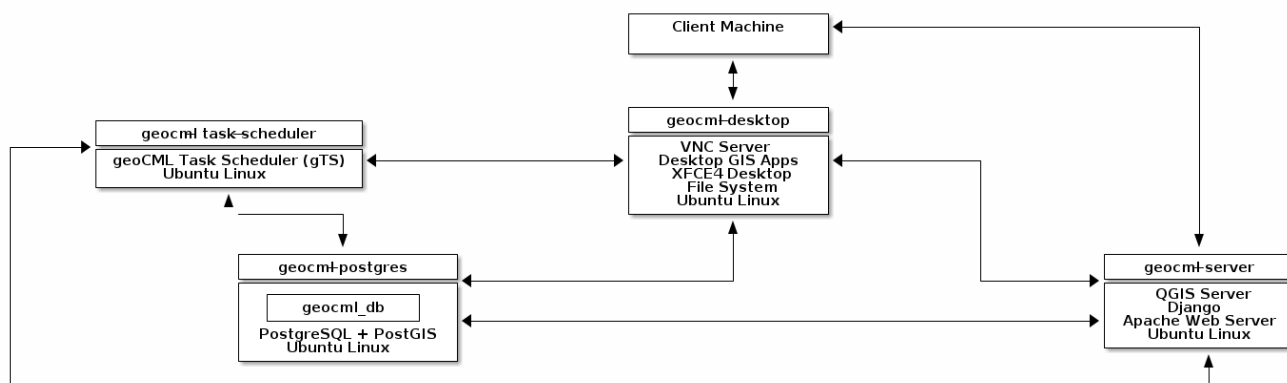 Client Machine
geocml-desktop
VNC Server
Desktop GIS Apps
XFCE4 Desktop
File System
Ubuntu Linux
geocml-task-scheduler
geoCML Task Scheduler (gTS)
Ubuntu Linux
geocml-postgres
geocml_db
PostgreSQL + PostGIS
Ubuntu Linux
geocml-server
QGIS Server
Django
Apache Web Server
Ubuntu Linux